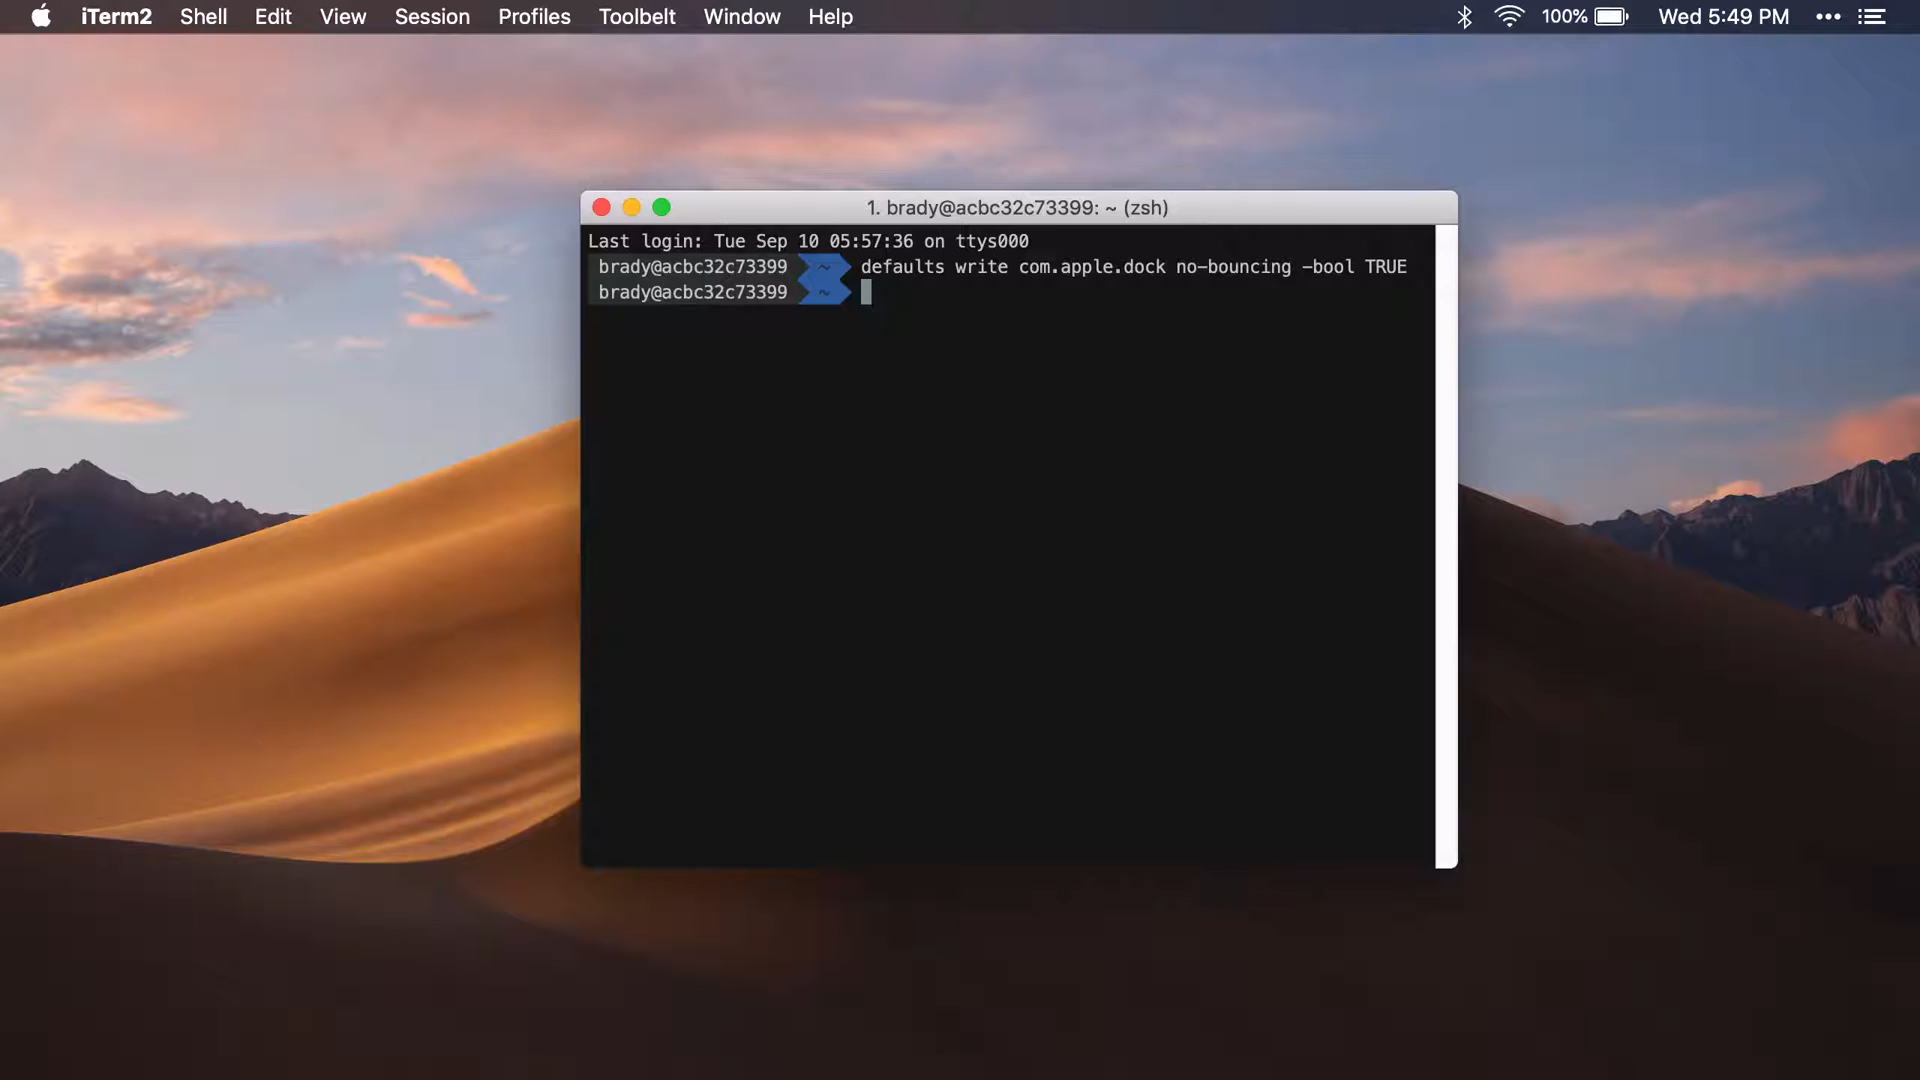 iTerm2 Shell Edit View Session Profiles Toolbelt Window Help 100% Wed 5:49 PM
1. brady@acbc32c73399: ~ (zsh)
Last login: Tue Sep 10 05:57:36 on ttys000
brady@acbc32c73399 ~ defaults write com.apple.dock no-bouncing -bool TRUE
brady@acbc32c73399 ~